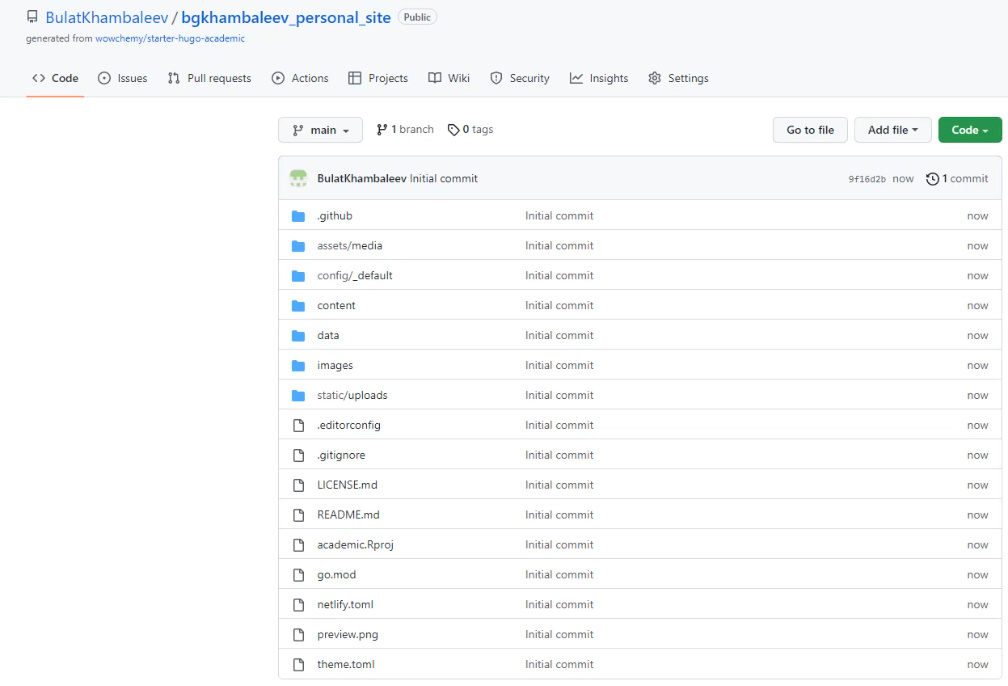 BulatKhambaleev / bgkhambaleev_personal_site Public
generated from wowchemy/starter-hugo-academic
Code Issues Pull requests Actions Projects Wiki Security Insights Settings
main 1 branch 0 tags Go to file Add file Code
BulatKhambaleev Initial commit 9f16d2b now 1 commit
.github Initial commit now
assets/media Initial commit now
config/_default Initial commit now
content Initial commit now
data Initial commit now
images Initial commit now
static/uploads Initial commit now
.editorconfig Initial commit now
.gitignore Initial commit now
LICENSE.md Initial commit now
README.md Initial commit now
academic.Rproj Initial commit now
go.mod Initial commit now
netlify.toml Initial commit now
preview.png Initial commit now
theme.toml Initial commit now